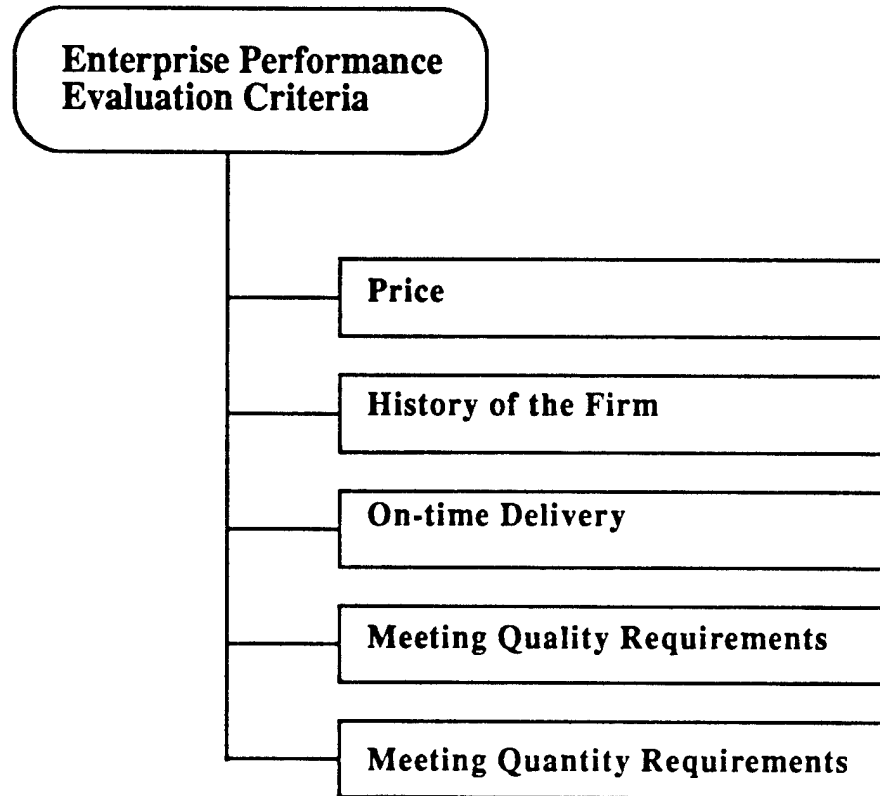 Enterprise Performance
Evaluation Criteria
Price
History of the Firm
On-time Delivery
Meeting Quality Requirements
Meeting Quantity Requirements